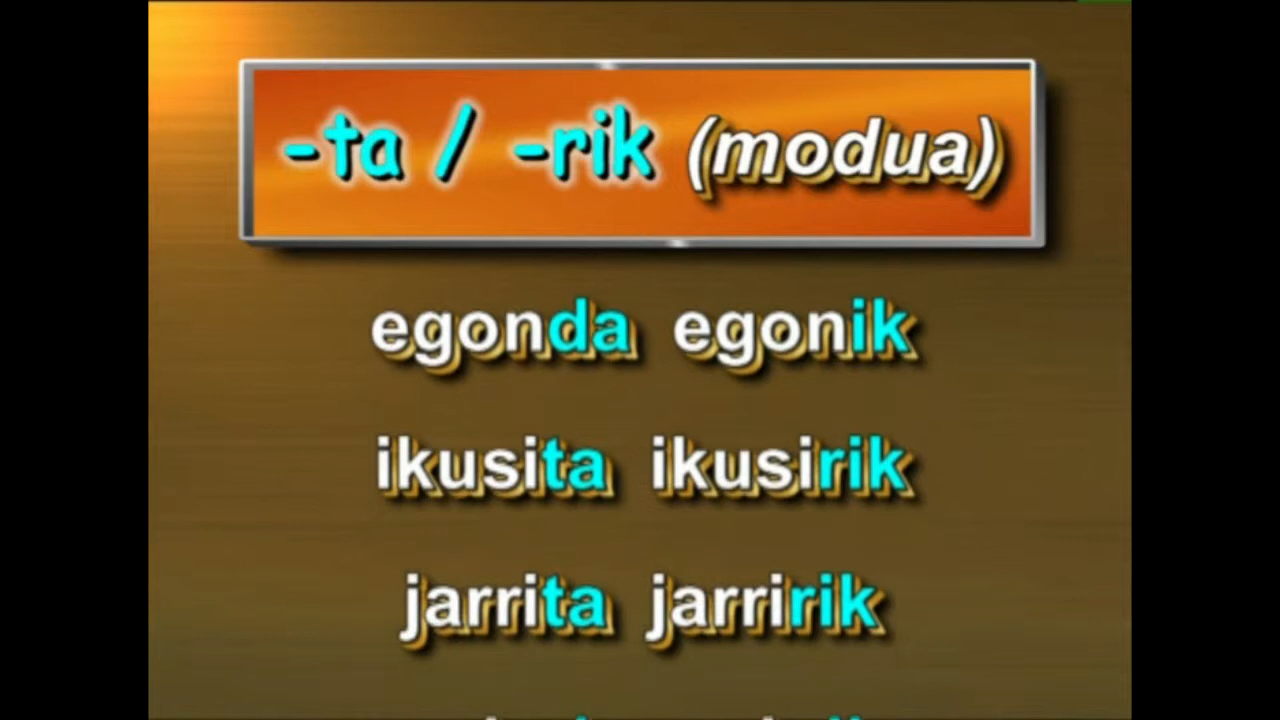 -ta / -rik (modua)
egonda egonik
ikusita ikusirik
jarrita jarririk